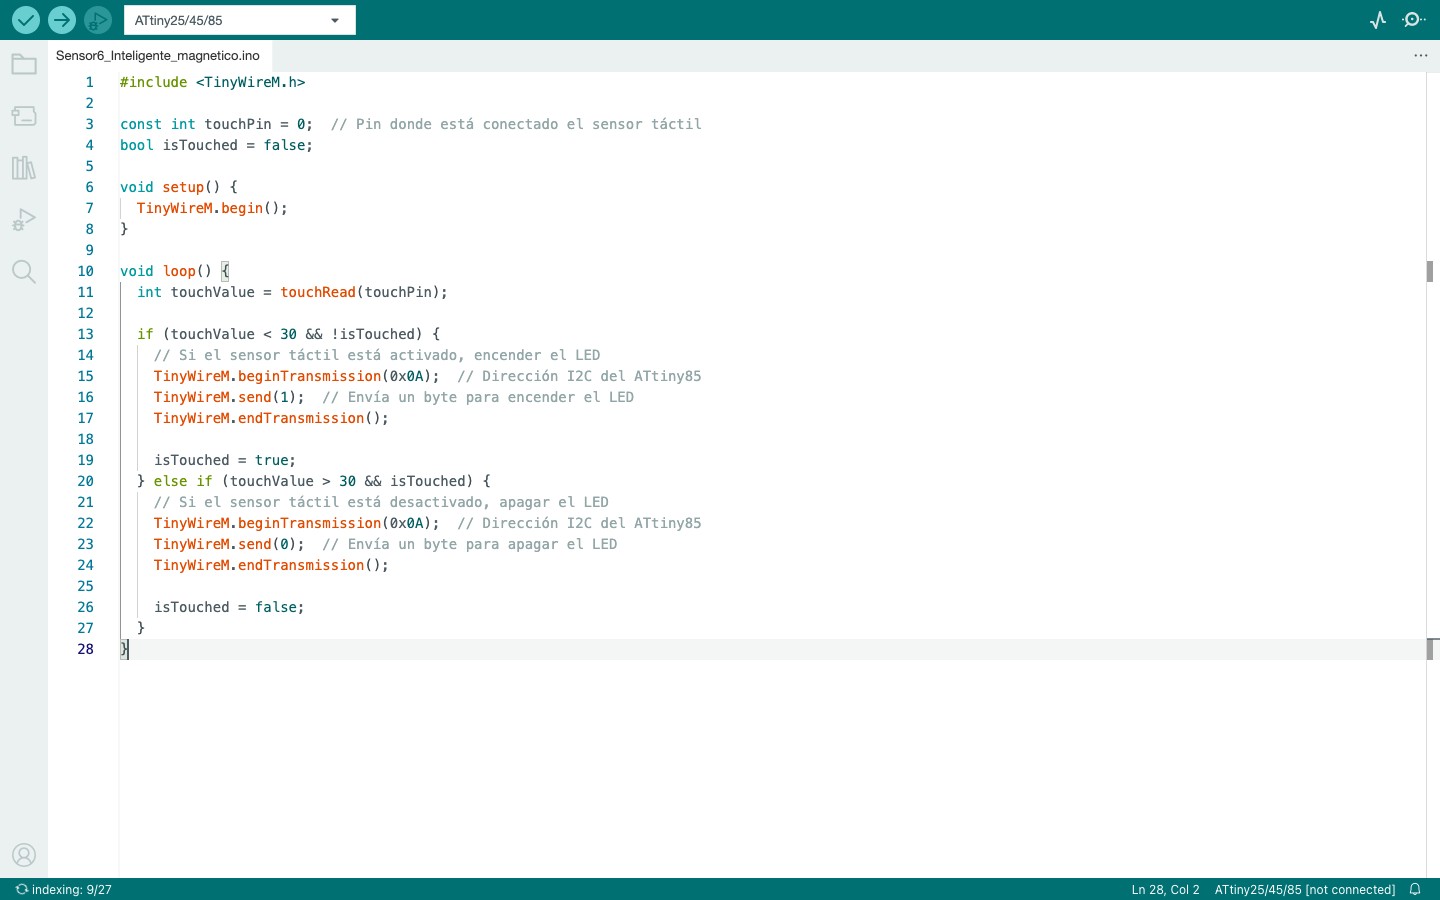 ATtiny25/45/85
Sensor6_Inteligente_magnetico.ino
1 #include <TinyWireM.h>
2
3 const int touchPin = 0;  // Pin donde está conectado el sensor táctil
4 bool isTouched = false;
5
6 void setup() {
7   TinyWireM.begin();
8 }
9
10 void loop() {
11   int touchValue = touchRead(touchPin);
12
13   if (touchValue < 30 && !isTouched) {
14     // Si el sensor táctil está activado, encender el LED
15     TinyWireM.beginTransmission(0x0A);  // Dirección I2C del ATtiny85
16     TinyWireM.send(1);  // Envía un byte para encender el LED
17     TinyWireM.endTransmission();
18
19     isTouched = true;
20   } else if (touchValue > 30 && isTouched) {
21     // Si el sensor táctil está desactivado, apagar el LED
22     TinyWireM.beginTransmission(0x0A);  // Dirección I2C del ATtiny85
23     TinyWireM.send(0);  // Envía un byte para apagar el LED
24     TinyWireM.endTransmission();
25
26     isTouched = false;
27   }
28 }
indexing: 9/27
Ln 28, Col 2
ATtiny25/45/85 [not connected]